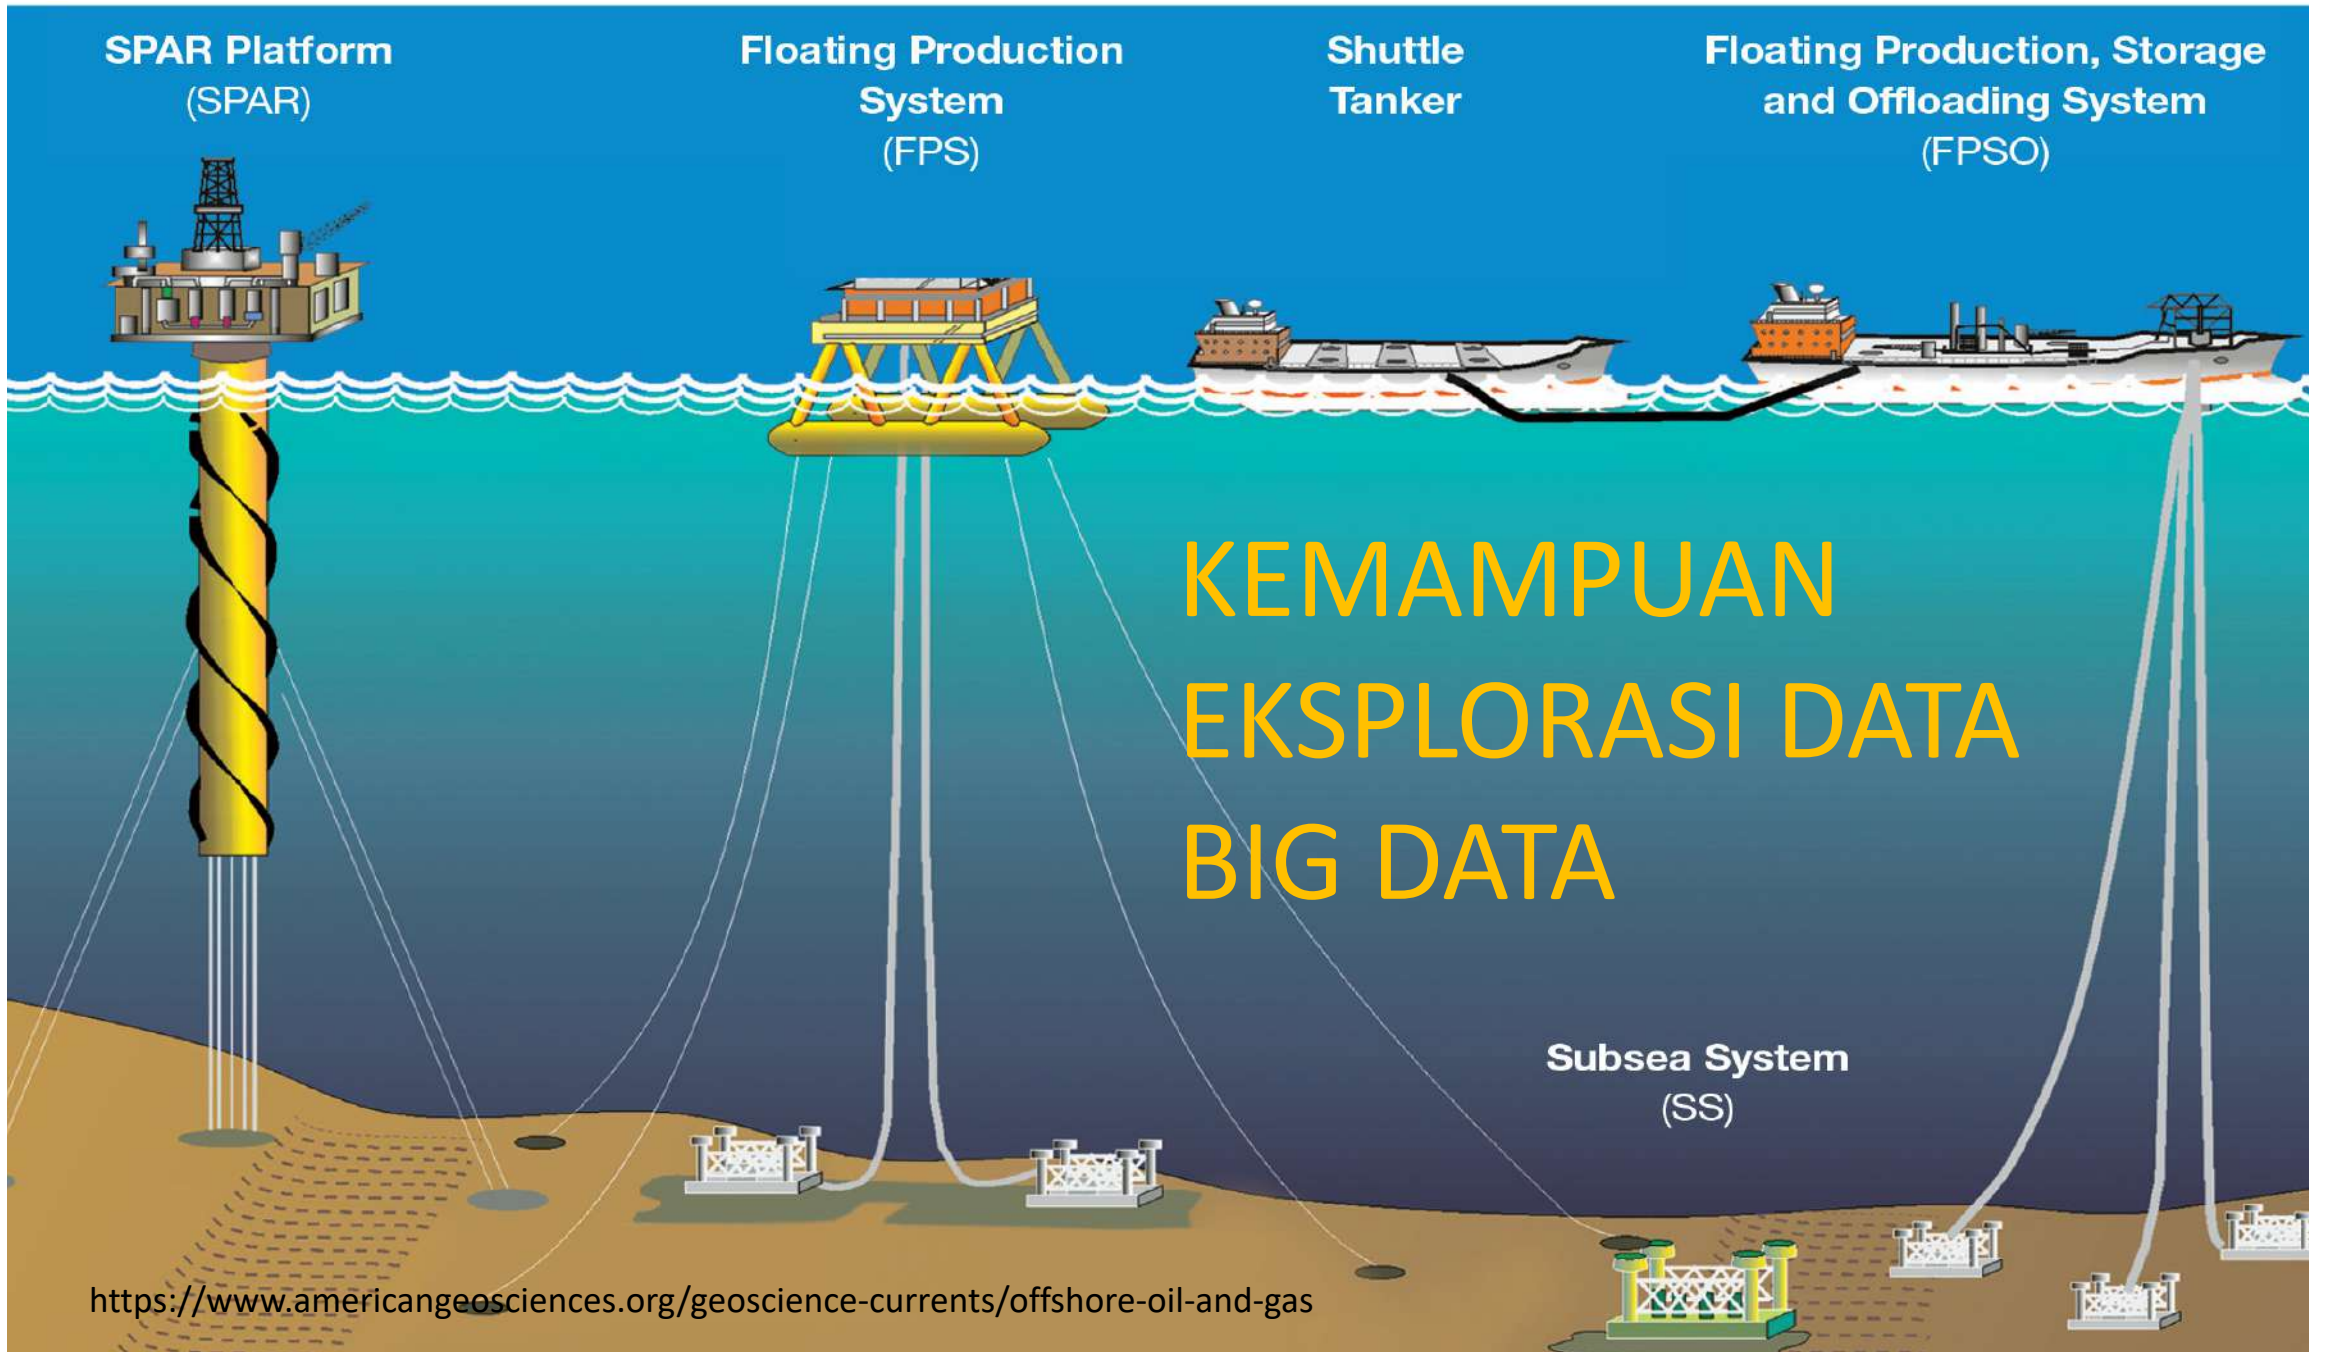 SPAR Platform
(SPAR)
Floating Production
System
(FPS)
Shuttle
Tanker
Floating Production, Storage
and Offloading System
(FPSO)
KEMAMPUAN
EKSPLORASI DATA
BIG DATA
Subsea System
(SS)
https://www.americangeosciences.org/geoscience-currents/offshore-oil-and-gas